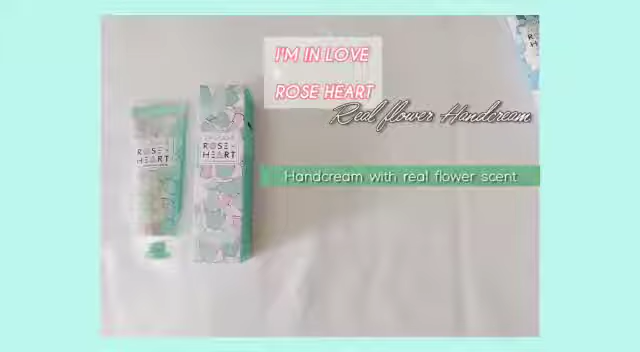 I'M IN LOVE
ROSE HEART
Real flower Handcream
Handcream with real flower scent
ROSE
HEART
ROSE
HEART